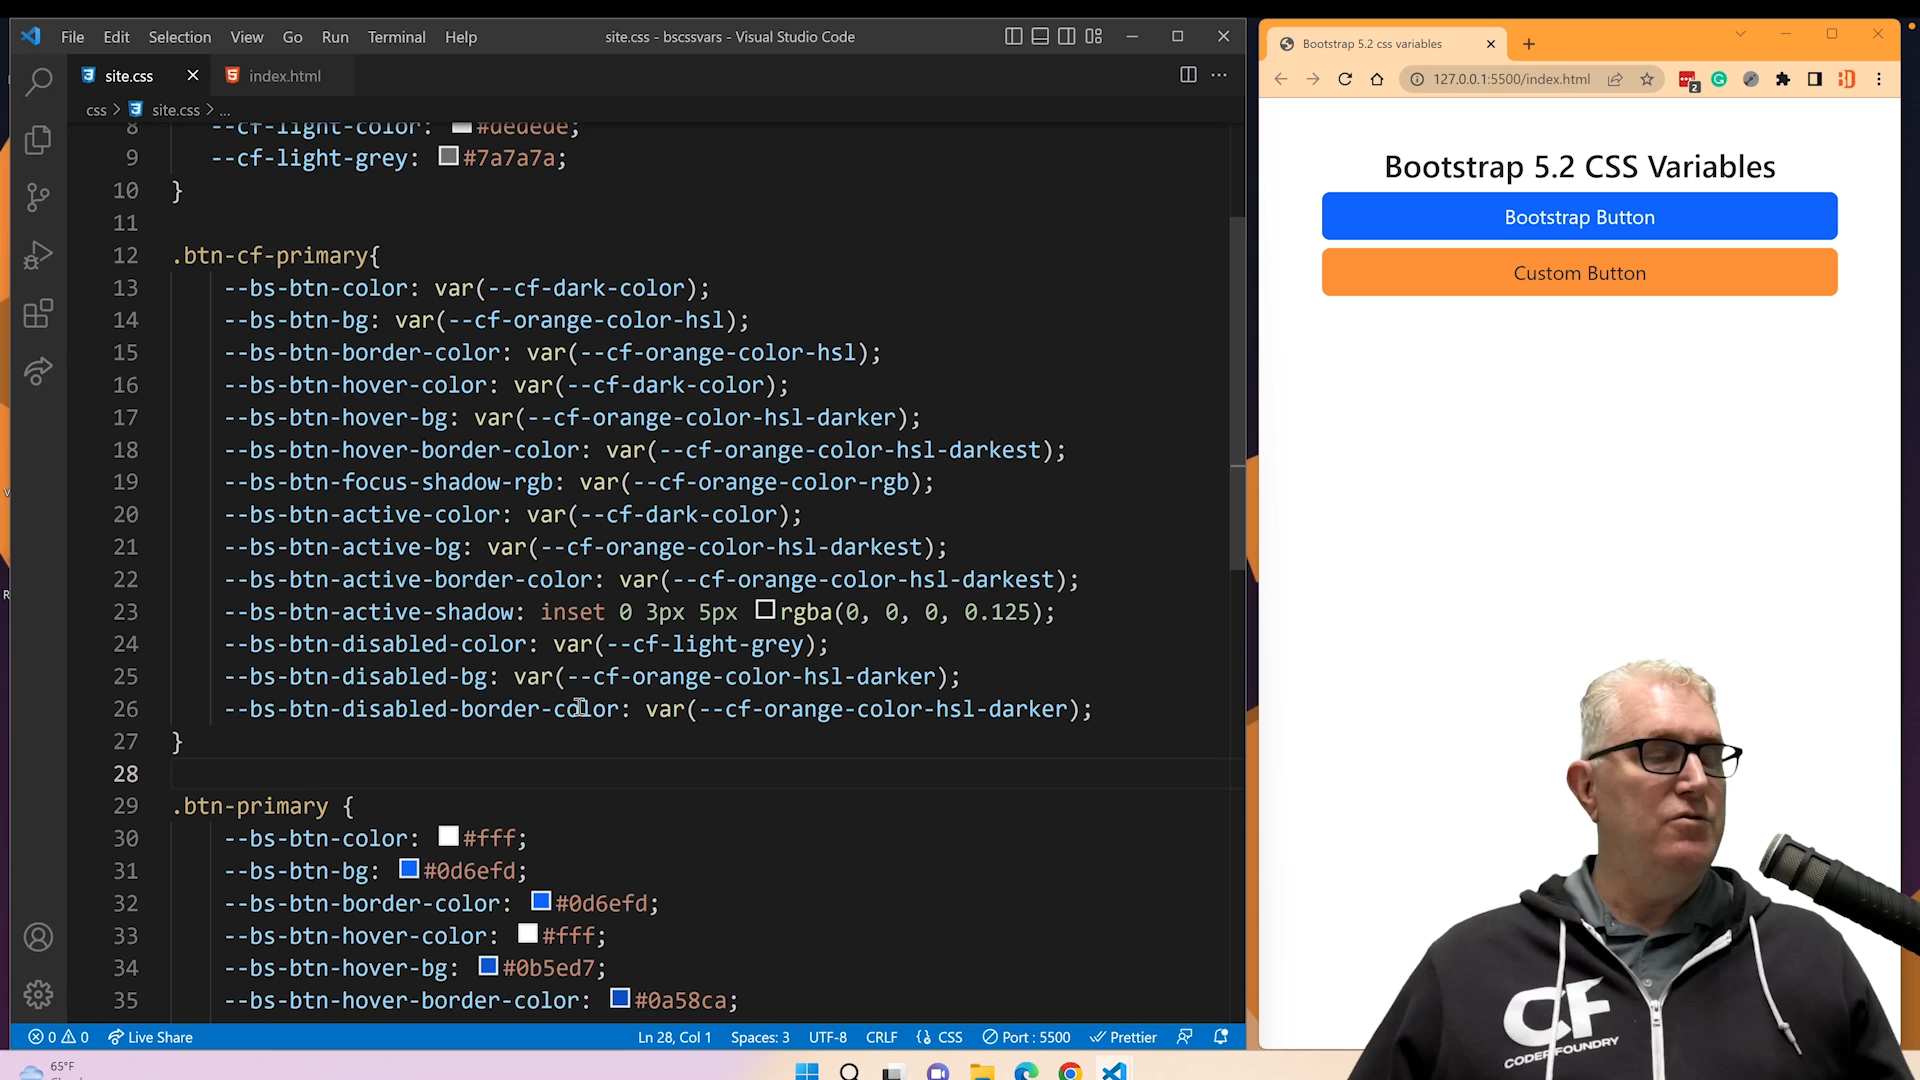 File Edit Selection View Go Run Terminal Help
site.css - bscssvars - Visual Studio Code
site.css
index.html
css > site.css > ...
8 --cf-light-color: #dedede;
9 --cf-light-grey: #7a7a7a;
10 }
11
12 .btn-cf-primary{
13 --bs-btn-color: var(--cf-dark-color);
14 --bs-btn-bg: var(--cf-orange-color-hsl);
15 --bs-btn-border-color: var(--cf-orange-color-hsl);
16 --bs-btn-hover-color: var(--cf-dark-color);
17 --bs-btn-hover-bg: var(--cf-orange-color-hsl-darker);
18 --bs-btn-hover-border-color: var(--cf-orange-color-hsl-darkest);
19 --bs-btn-focus-shadow-rgb: var(--cf-orange-color-rgb);
20 --bs-btn-active-color: var(--cf-dark-color);
21 --bs-btn-active-bg: var(--cf-orange-color-hsl-darkest);
22 --bs-btn-active-border-color: var(--cf-orange-color-hsl-darkest);
23 --bs-btn-active-shadow: inset 0 3px 5px rgba(0, 0, 0, 0.125);
24 --bs-btn-disabled-color: var(--cf-light-grey);
25 --bs-btn-disabled-bg: var(--cf-orange-color-hsl-darker);
26 --bs-btn-disabled-border-color: var(--cf-orange-color-hsl-darker);
27 }
28
29 .btn-primary {
30 --bs-btn-color: #fff;
31 --bs-btn-bg: #0d6efd;
32 --bs-btn-border-color: #0d6efd;
33 --bs-btn-hover-color: #fff;
34 --bs-btn-hover-bg: #0b5ed7;
35 --bs-btn-hover-border-color: #0a58ca;
0 0 Live Share Ln 28, Col 1 Spaces: 3 UTF-8 CRLF {} CSS Port : 5500 Prettier
65°F
Bootstrap 5.2 css variables
127.0.0.1:5500/index.html
2
Bootstrap 5.2 CSS Variables
Bootstrap Button
Custom Button
CF
CODER FOUNDRY